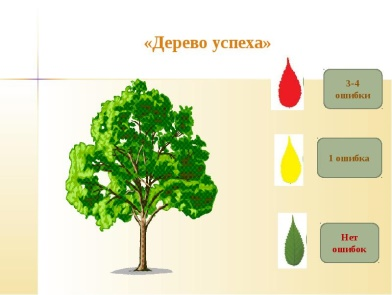 «Дерево успеха»
3-4
ошибки
1 ошибка
Нет
ошибок